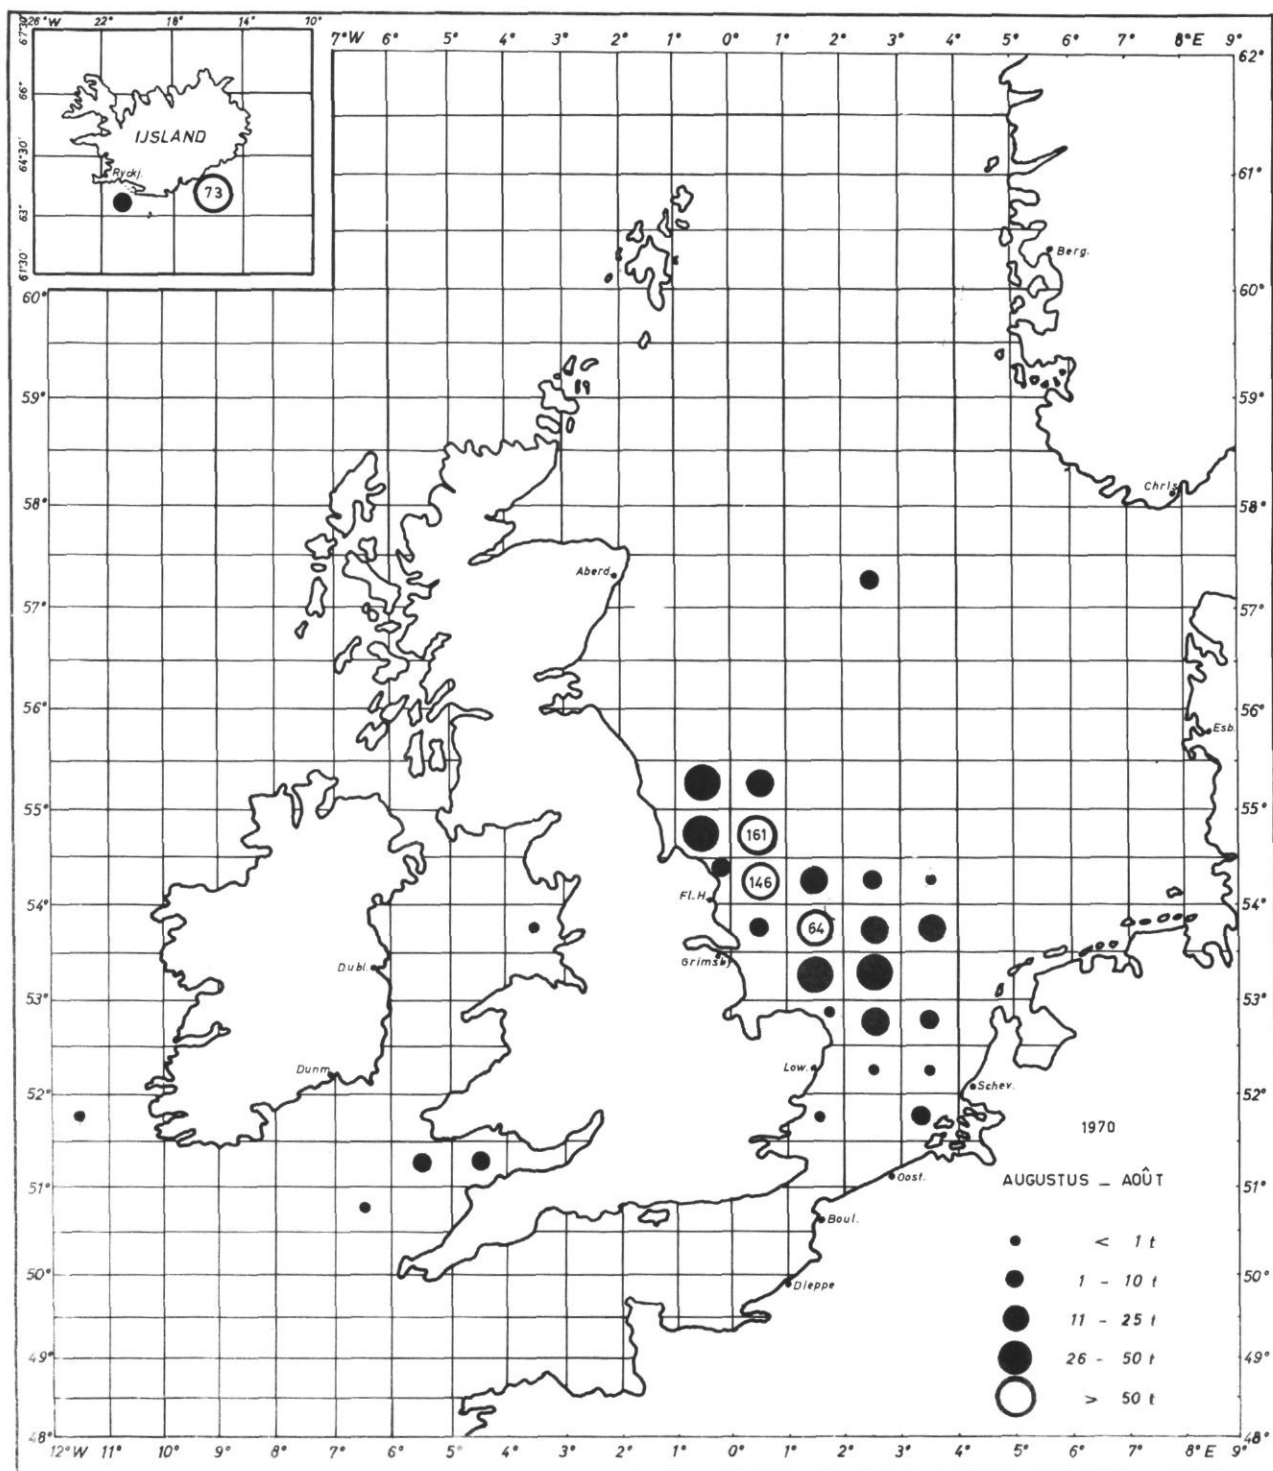 26°W 22° 18° 14° 10°
67°30'
66°
64°30'
63°
61°30'
IJSLAND
Ryckj.
73
7°W 6° 5° 4° 3° 2° 1° 0° 1° 2° 3° 4° 5° 6° 7° 8°E 9°
62°
61°
Berg.
60° 60°
59° 59°
Chris
58° 58°
Aberd.
57° 57°
56° 56°
Esb.
55° 55°
161
146
Fl.H.
54° 54°
64
Dubl.
Grimsby
53° 53°
Low.
Dunm.
Schev.
52° 52°
1970
Oost.
AUGUSTUS _ AOÛT
51° 51°
Boul.
< 1 t
50° 50°
Dieppe
1 - 10 t
11 - 25 t
49° 49°
26 - 50 t
> 50 t
48° 48°
12°W 11° 10° 9° 8° 7° 6° 5° 4° 3° 2° 1° 0° 1° 2° 3° 4° 5° 6° 7° 8°E 9°